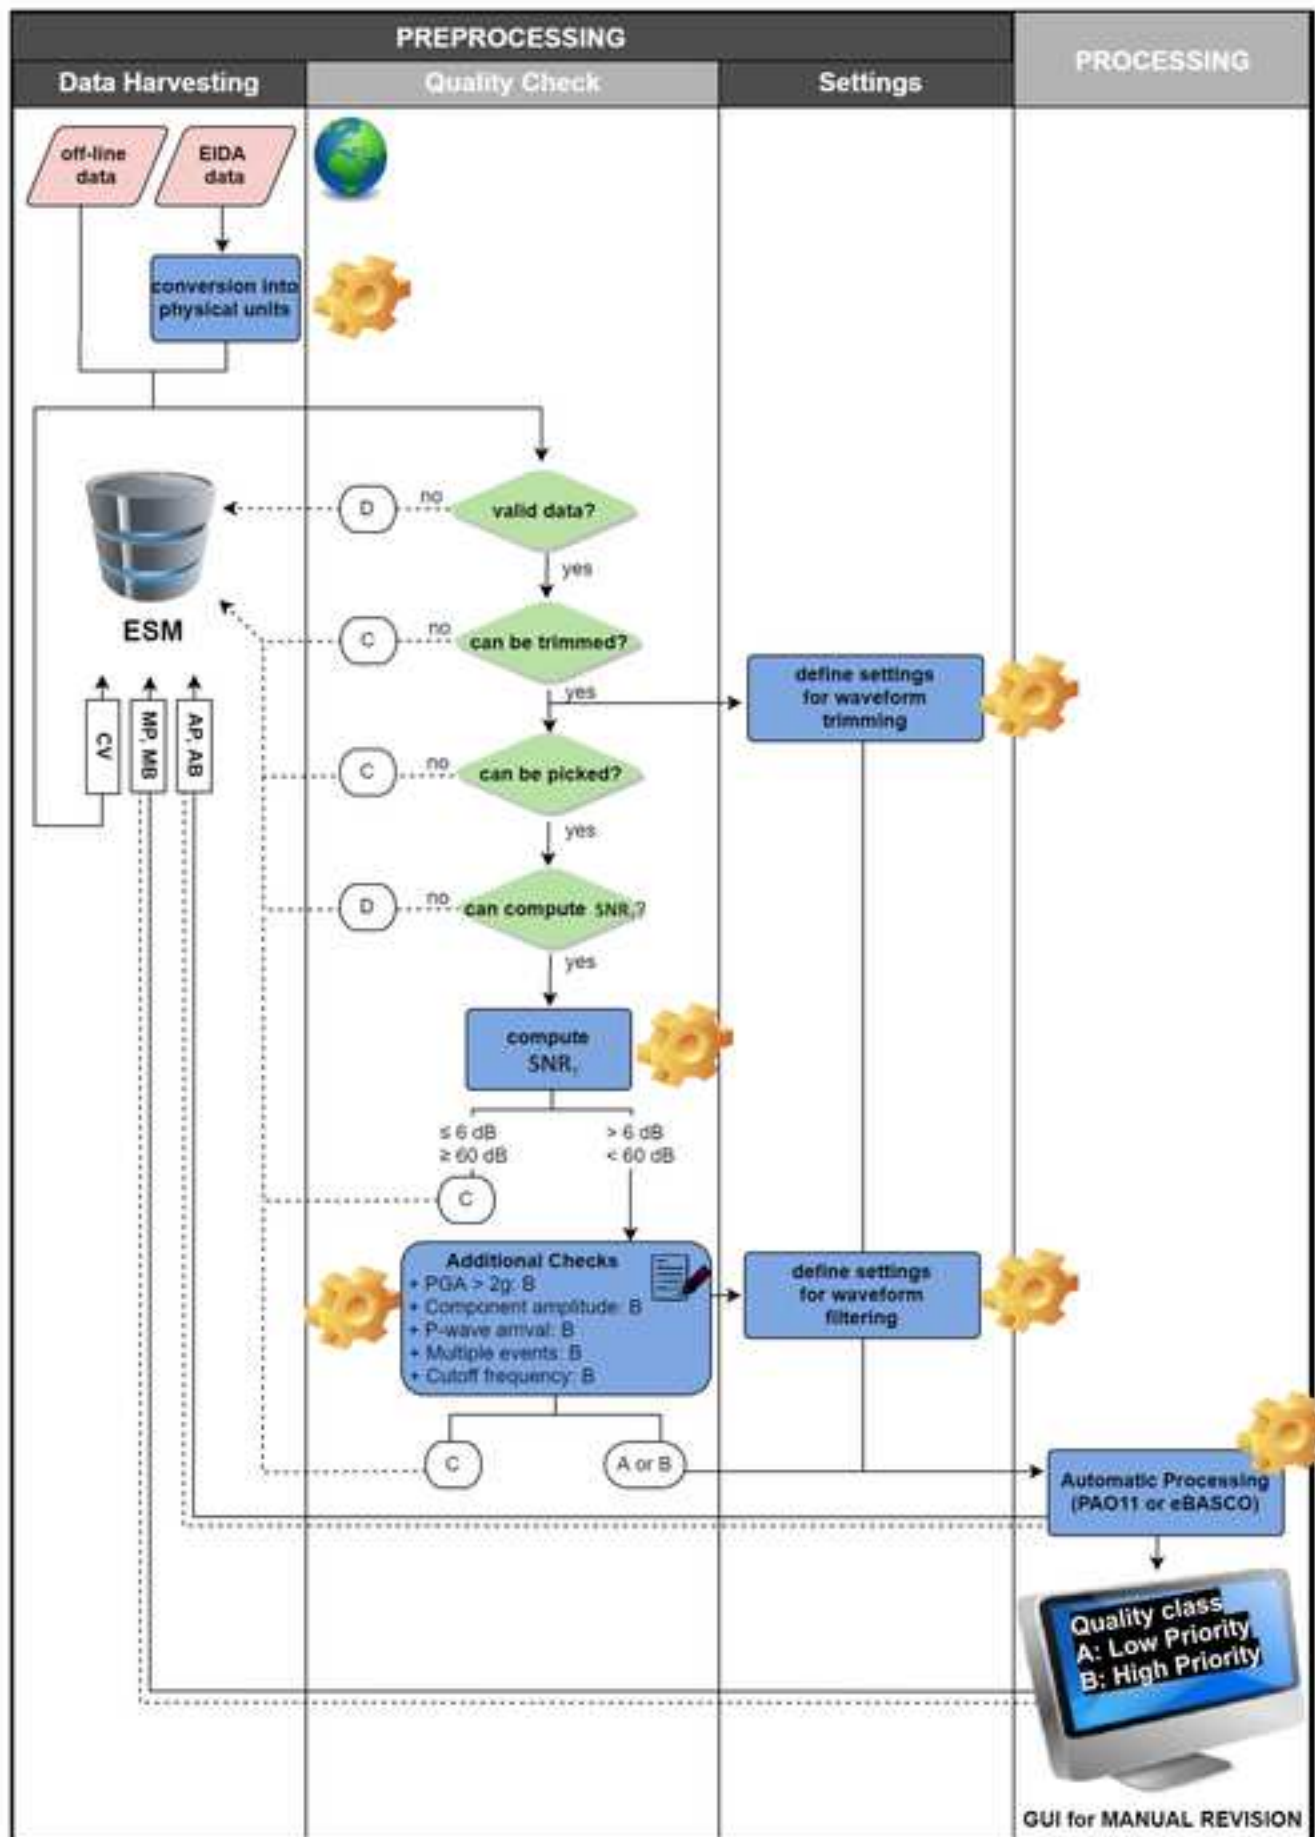 PREPROCESSING
PROCESSING
Data Harvesting
Quality Check
Settings
off-line
data
EIDA
data
conversion into
physical units
valid data?
no
D
yes
ESM
can be trimmed?
no
C
yes
define settings
for waveform
trimming
CV
MP, MB
AP, AB
can be picked?
no
C
yes
can compute SNRt?
no
D
yes
compute
SNRt
≤ 6 dB
≥ 60 dB
> 6 dB
< 60 dB
C
Additional Checks
+ PGA > 2g: B
+ Component amplitude: B
+ P-wave arrival: B
+ Multiple events: B
+ Cutoff frequency: B
define settings
for waveform
filtering
C
A or B
Automatic Processing
(PAO11 or eBASCO)
Quality class
A: Low Priority
B: High Priority
GUI for MANUAL REVISION